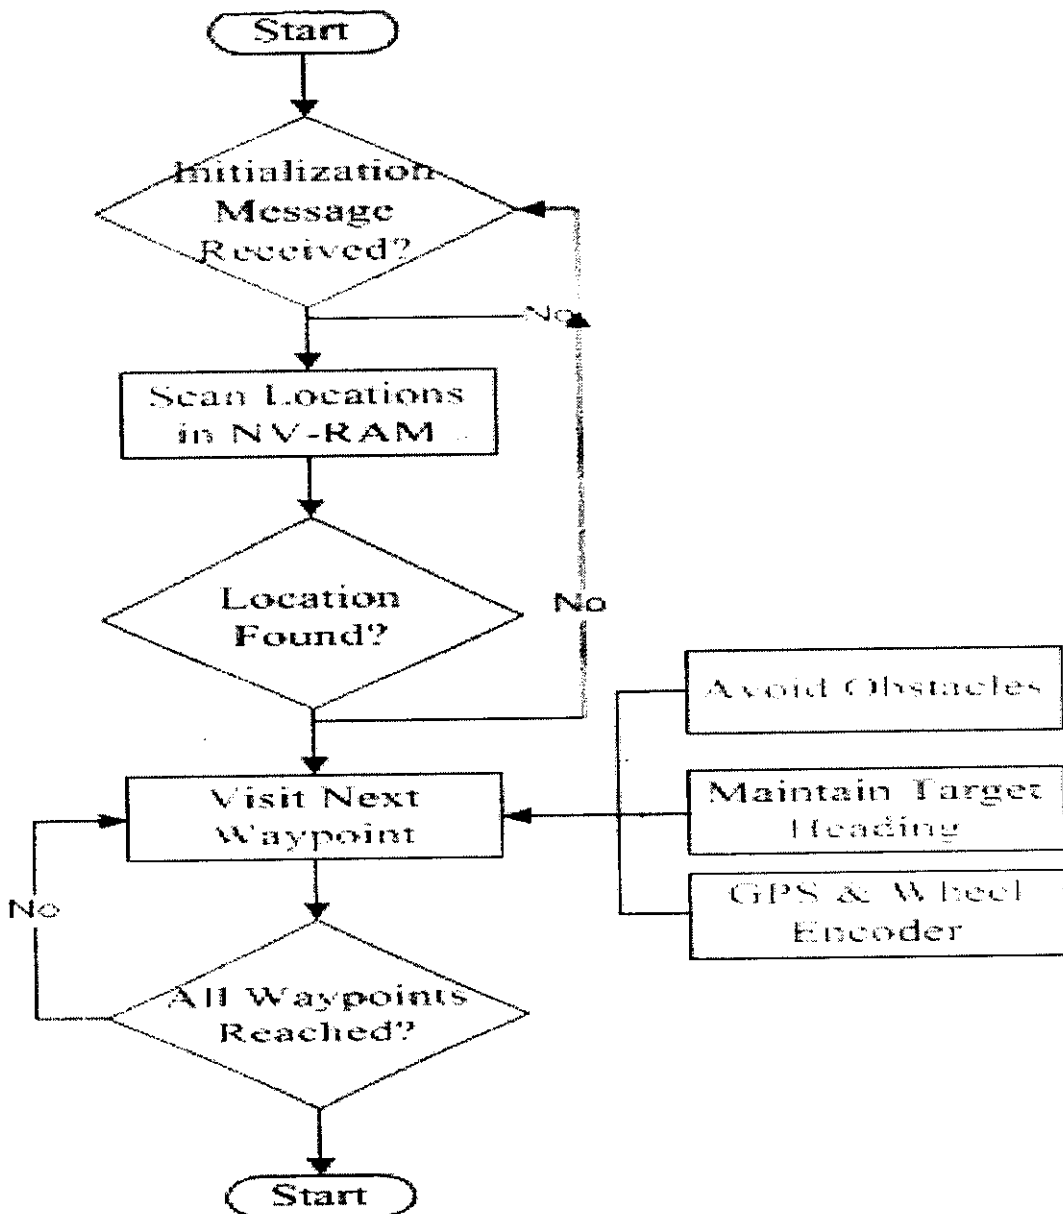 Start
Initialization
Message
Received?
No
Scan Locations
in NV-RAM
Location
Found?
No
Avoid Obstacles
Visit Next
Waypoint
Maintain Target
Heading
No
GPS & Wheel
Encoder
All Waypoints
Reached?
Start